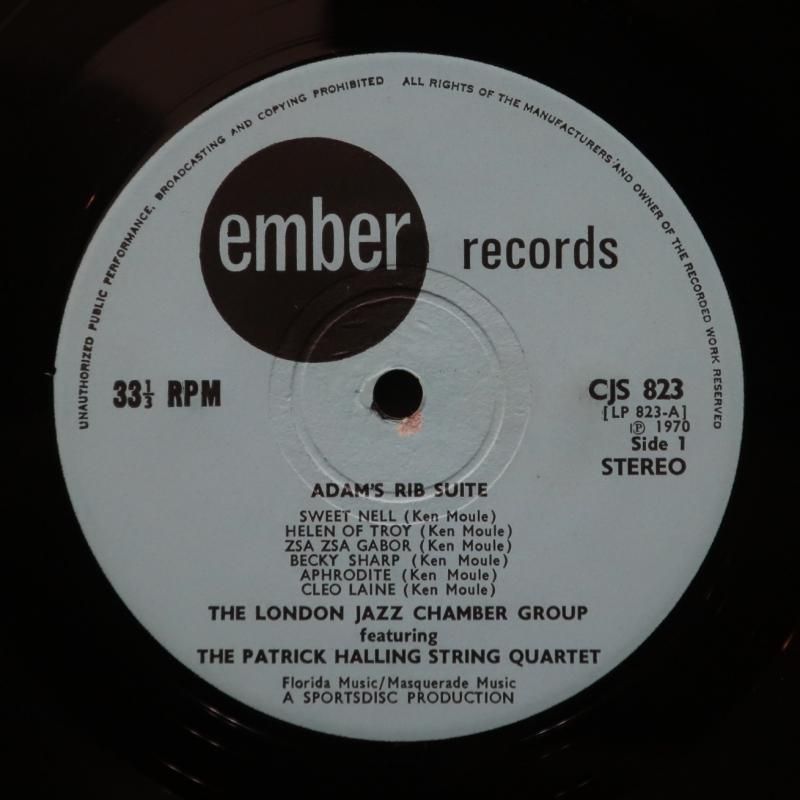 UNAUTHORIZED PUBLIC PERFORMANCE, BROADCASTING AND COPYING PROHIBITED ALL RIGHTS OF THE MANUFACTURERS' AND OWNER OF THE RECORDED WORK RESERVED
ember records
33⅓ RPM
CJS 823
[LP 823-A]
Ⓟ 1970
Side 1
STEREO
ADAM'S RIB SUITE
SWEET NELL (Ken Moule)
HELEN OF TROY (Ken Moule)
ZSA ZSA GABOR (Ken Moule)
BECKY SHARP (Ken Moule)
APHRODITE (Ken Moule)
CLEO LAINE (Ken Moule)
THE LONDON JAZZ CHAMBER GROUP
featuring
THE PATRICK HALLING STRING QUARTET
Florida Music/Masquerade Music
A SPORTSDISC PRODUCTION